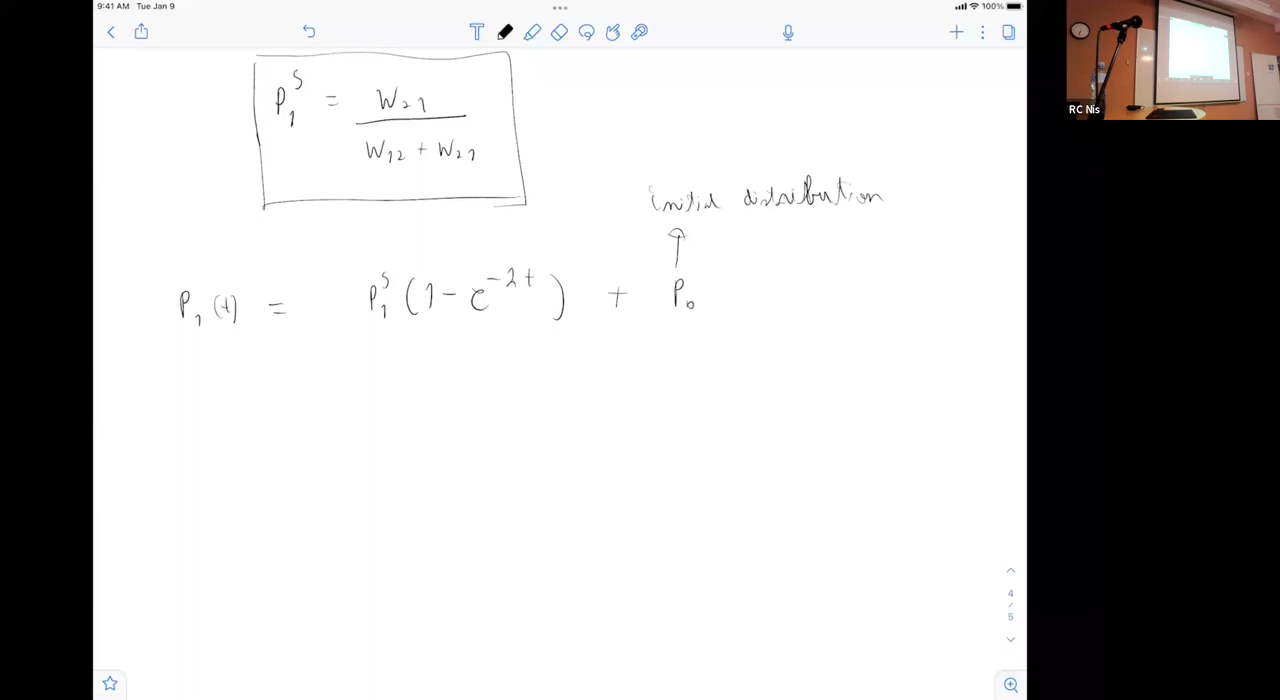 9:41 AM Tue Jan 9
100%
RC Nis
P₁ˢ = W₂₁ / (W₁₂ + W₂₁)
initial distribution
P₁(t) = P₁ˢ (1 - e^{-λt}) + P₀
4
/
5